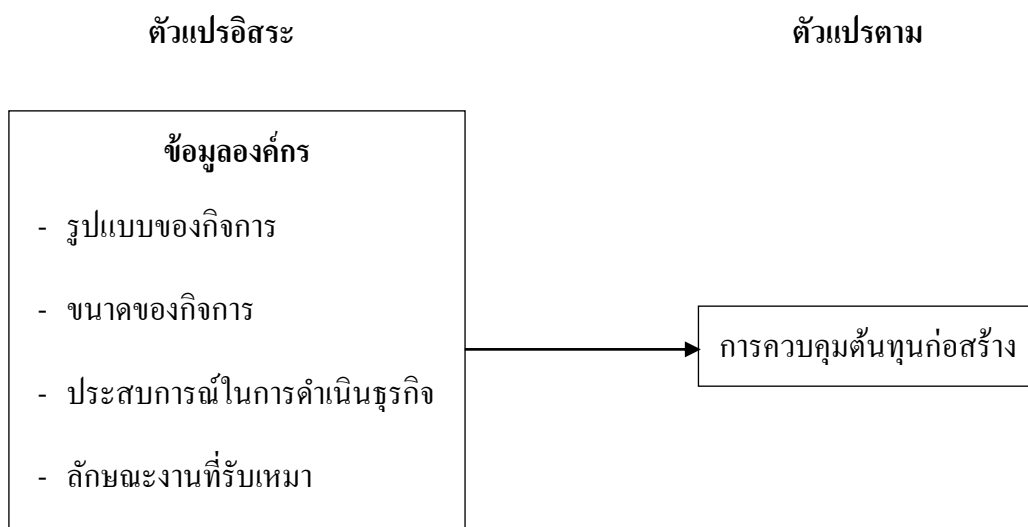 ตัวแปรอิสระ
ตัวแปรตาม
ข้อมูลองค์กร
- รูปแบบของกิจการ
- ขนาดของกิจการ
- ประสบการณ์ในการดำเนินธุรกิจ
- ลักษณะงานที่รับเหมา
การควบคุมต้นทุนก่อสร้าง